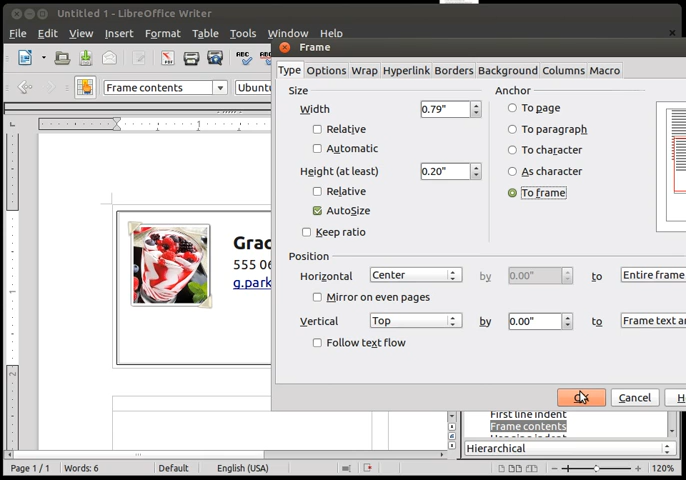 Untitled 1 - LibreOffice Writer
File Edit View Insert Format Table Tools Window
Frame
Frame contents
Ubuntu
Type Options Wrap Hyperlink Borders Background Columns Macro
Size
Width 0.79"
Relative
Automatic
Height (at least) 0.20"
Relative
AutoSize
Keep ratio
Anchor
To page
To paragraph
To character
As character
To frame
Position
Horizontal Center by 0.00" to Entire frame
Mirror on even pages
Vertical Top by 0.00" to Frame text ar
Follow text flow
Cancel
Grac
555 06
g.park
1
1
2
First line indent
Frame contents
Hierarchical
Page 1 / 1 Words: 6 Default English (USA) 120%